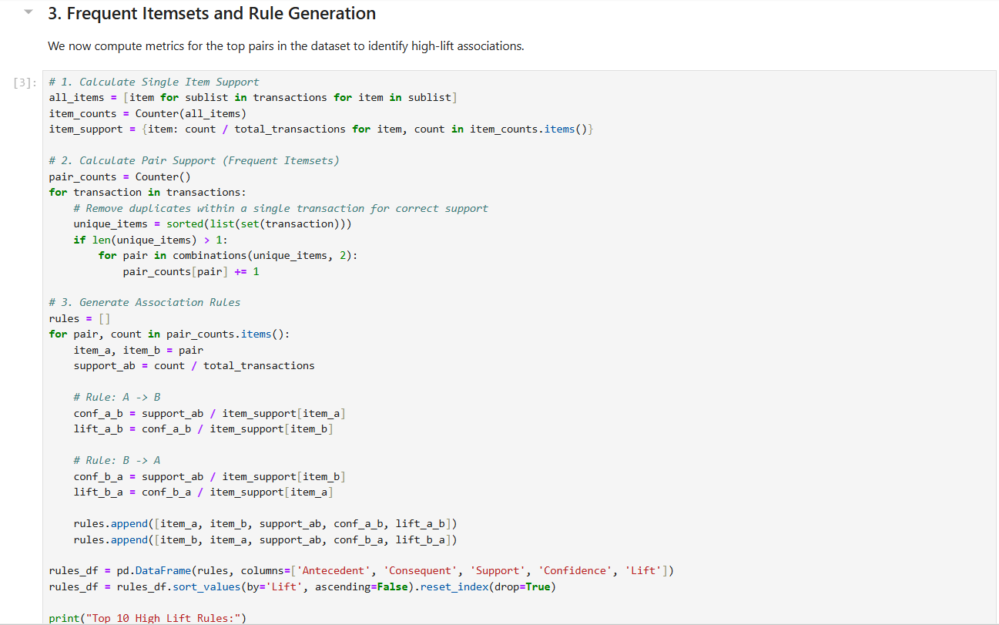 3. Frequent Itemsets and Rule Generation
We now compute metrics for the top pairs in the dataset to identify high-lift associations.
[3]:
# 1. Calculate Single Item Support
all_items = [item for sublist in transactions for item in sublist]
item_counts = Counter(all_items)
item_support = {item: count / total_transactions for item, count in item_counts.items()}

# 2. Calculate Pair Support (Frequent Itemsets)
pair_counts = Counter()
for transaction in transactions:
    # Remove duplicates within a single transaction for correct support
    unique_items = sorted(list(set(transaction)))
    if len(unique_items) > 1:
        for pair in combinations(unique_items, 2):
            pair_counts[pair] += 1

# 3. Generate Association Rules
rules = []
for pair, count in pair_counts.items():
    item_a, item_b = pair
    support_ab = count / total_transactions

    # Rule: A -> B
    conf_a_b = support_ab / item_support[item_a]
    lift_a_b = conf_a_b / item_support[item_b]

    # Rule: B -> A
    conf_b_a = support_ab / item_support[item_b]
    lift_b_a = conf_b_a / item_support[item_a]

    rules.append([item_a, item_b, support_ab, conf_a_b, lift_a_b])
    rules.append([item_b, item_a, support_ab, conf_b_a, lift_b_a])

rules_df = pd.DataFrame(rules, columns=['Antecedent', 'Consequent', 'Support', 'Confidence', 'Lift'])
rules_df = rules_df.sort_values(by='Lift', ascending=False).reset_index(drop=True)

print("Top 10 High Lift Rules:")